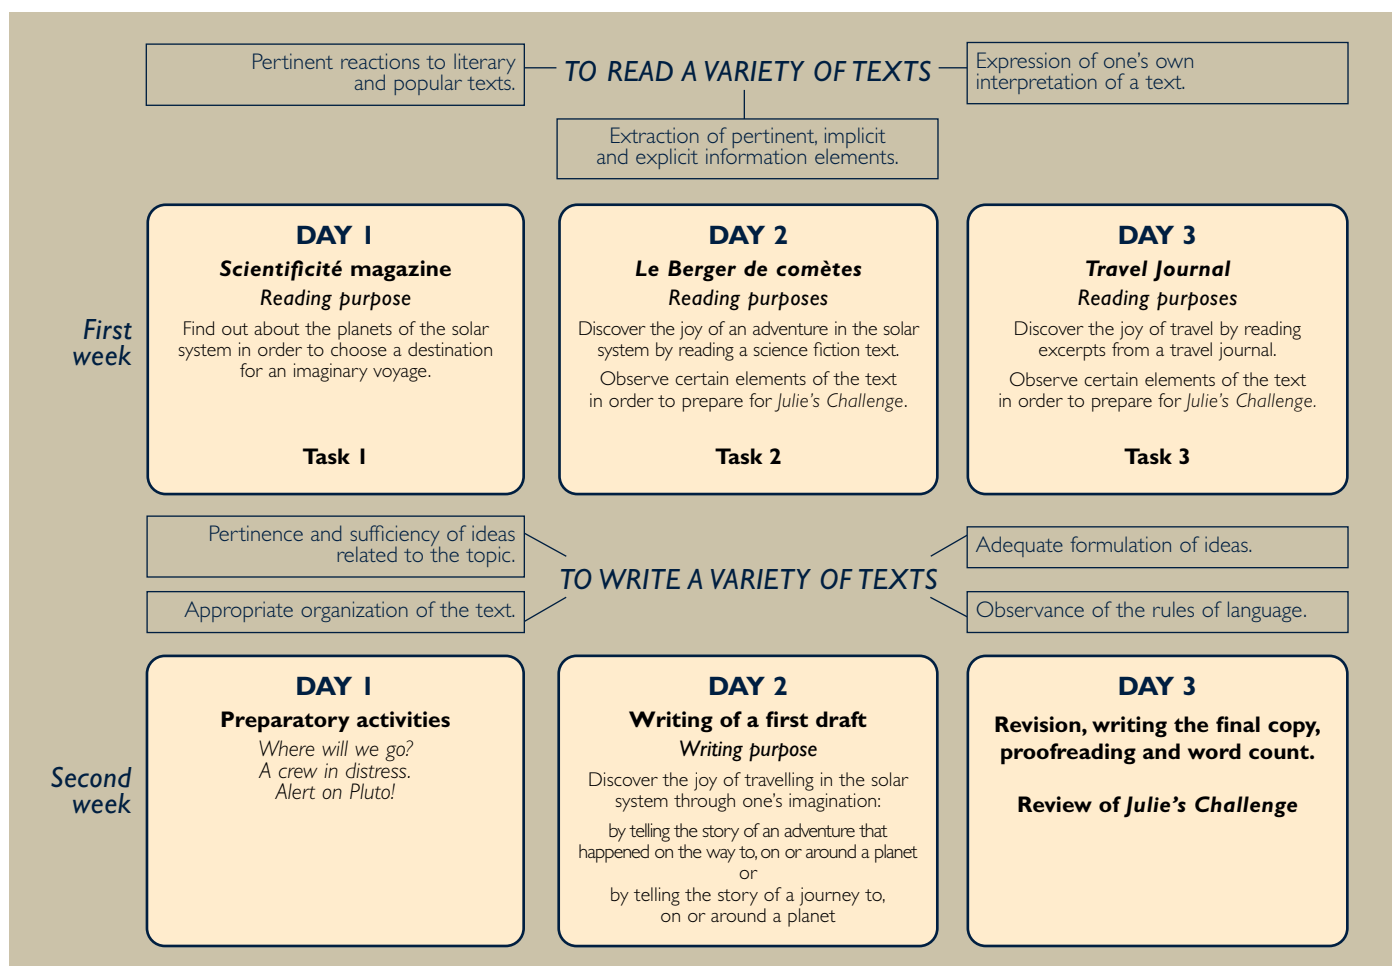 Pertinent reactions to literary
and popular texts.
TO READ A VARIETY OF TEXTS
Expression of one's own
interpretation of a text.
Extraction of pertinent, implicit
and explicit information elements.
First
week
DAY 1
Scientificité magazine
Reading purpose
Find out about the planets of the solar
system in order to choose a destination
for an imaginary voyage.
Task 1
DAY 2
Le Berger de comètes
Reading purposes
Discover the joy of an adventure in the solar
system by reading a science fiction text.
Observe certain elements of the text
in order to prepare for Julie's Challenge.
Task 2
DAY 3
Travel Journal
Reading purposes
Discover the joy of travel by reading
excerpts from a travel journal.
Observe certain elements of the text
in order to prepare for Julie's Challenge.
Task 3
Pertinence and sufficiency of ideas
related to the topic.
Appropriate organization of the text.
TO WRITE A VARIETY OF TEXTS
Adequate formulation of ideas.
Observance of the rules of language.
Second
week
DAY 1
Preparatory activities
Where will we go?
A crew in distress.
Alert on Pluto!
DAY 2
Writing of a first draft
Writing purpose
Discover the joy of travelling in the solar
system through one's imagination:
by telling the story of an adventure that
happened on the way to, on or around a planet
or
by telling the story of a journey to,
on or around a planet
DAY 3
Revision, writing the final copy,
proofreading and word count.
Review of Julie's Challenge